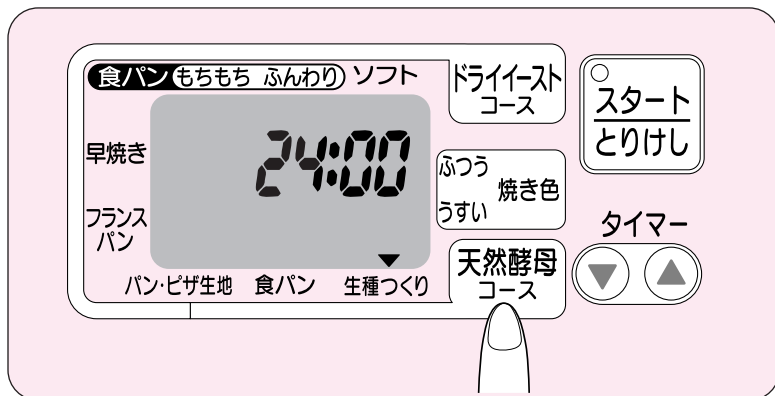 食パン もちもち ふんわり ソフト
ドライイースト
コース
スタート
とりけし
早焼き
24:00
ふつう
うすい
焼き色
フランス
パン
タイマー
天然酵母
コース
パン・ピザ生地 食パン 生種つくり